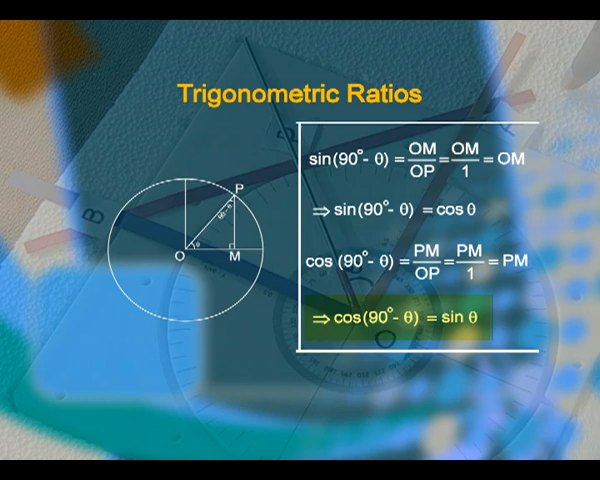 Trigonometric Ratios
sin(90°- θ) = OM/OP = OM/1 = OM
⇒ sin(90°- θ) = cos θ
cos (90°- θ) = PM/OP = PM/1 = PM
⇒ cos(90°- θ) = sin θ
P
90 - θ
θ
O
M
B